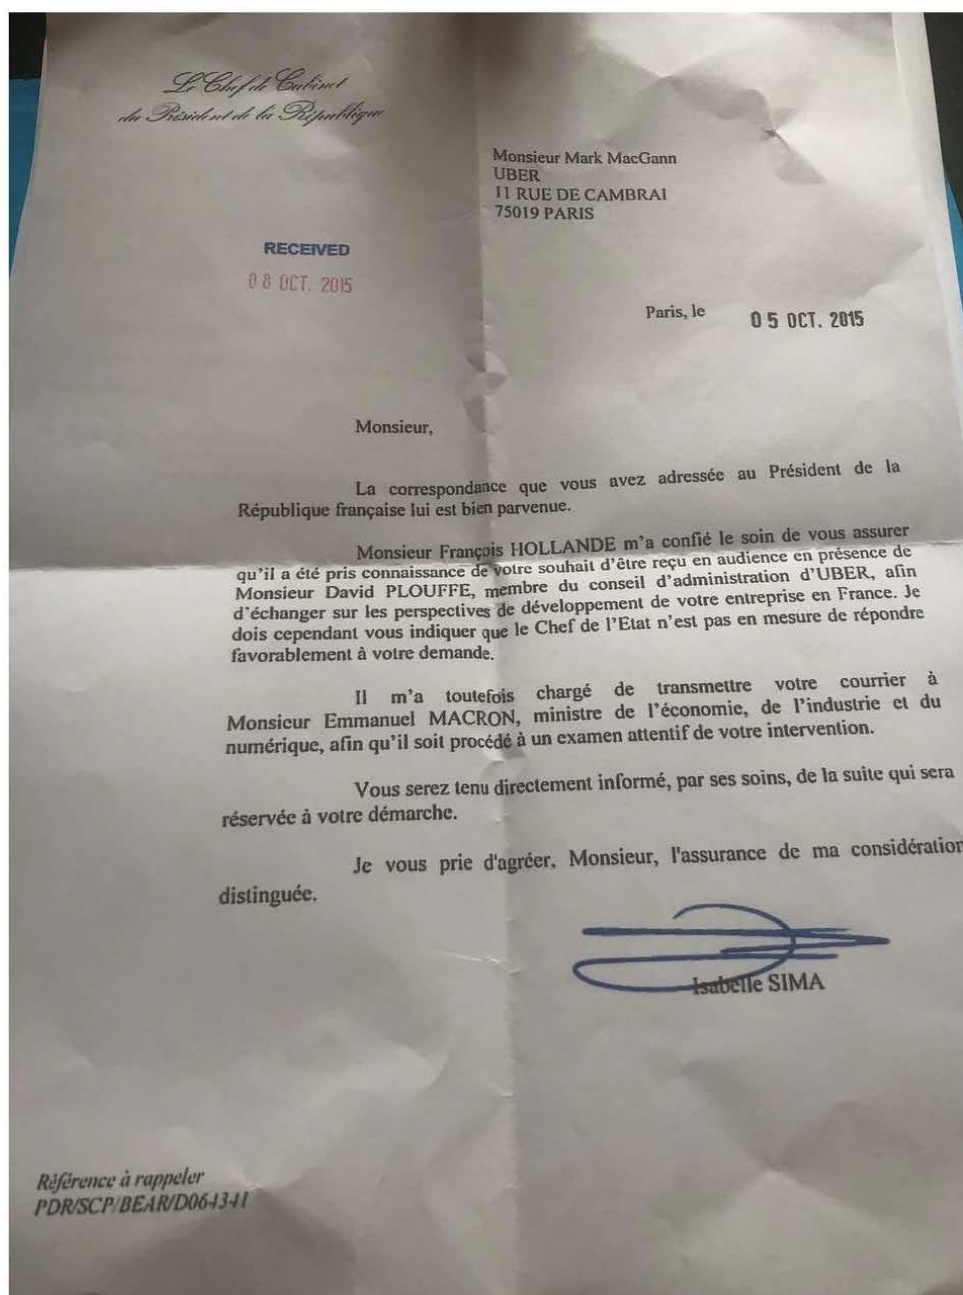 Le Chef de Cabinet
du Président de la République
Monsieur Mark MacGann
UBER
11 RUE DE CAMBRAI
75019 PARIS
RECEIVED
08 OCT. 2015
Paris, le 05 OCT. 2015
Monsieur,
La correspondance que vous avez adressée au Président de la
République française lui est bien parvenue.
Monsieur François HOLLANDE m'a confié le soin de vous assurer
qu'il a été pris connaissance de votre souhait d'être reçu en audience en présence de
Monsieur David PLOUFFE, membre du conseil d'administration d'UBER, afin
d'échanger sur les perspectives de développement de votre entreprise en France. Je
dois cependant vous indiquer que le Chef de l'Etat n'est pas en mesure de répondre
favorablement à votre demande.
Il m'a toutefois chargé de transmettre votre courrier à
Monsieur Emmanuel MACRON, ministre de l'économie, de l'industrie et du
numérique, afin qu'il soit procédé à un examen attentif de votre intervention.
Vous serez tenu directement informé, par ses soins, de la suite qui sera
réservée à votre démarche.
Je vous prie d'agréer, Monsieur, l'assurance de ma considération
distinguée.
Isabelle SIMA
Référence à rappeler
PDR/SCP/BEAR/D064341